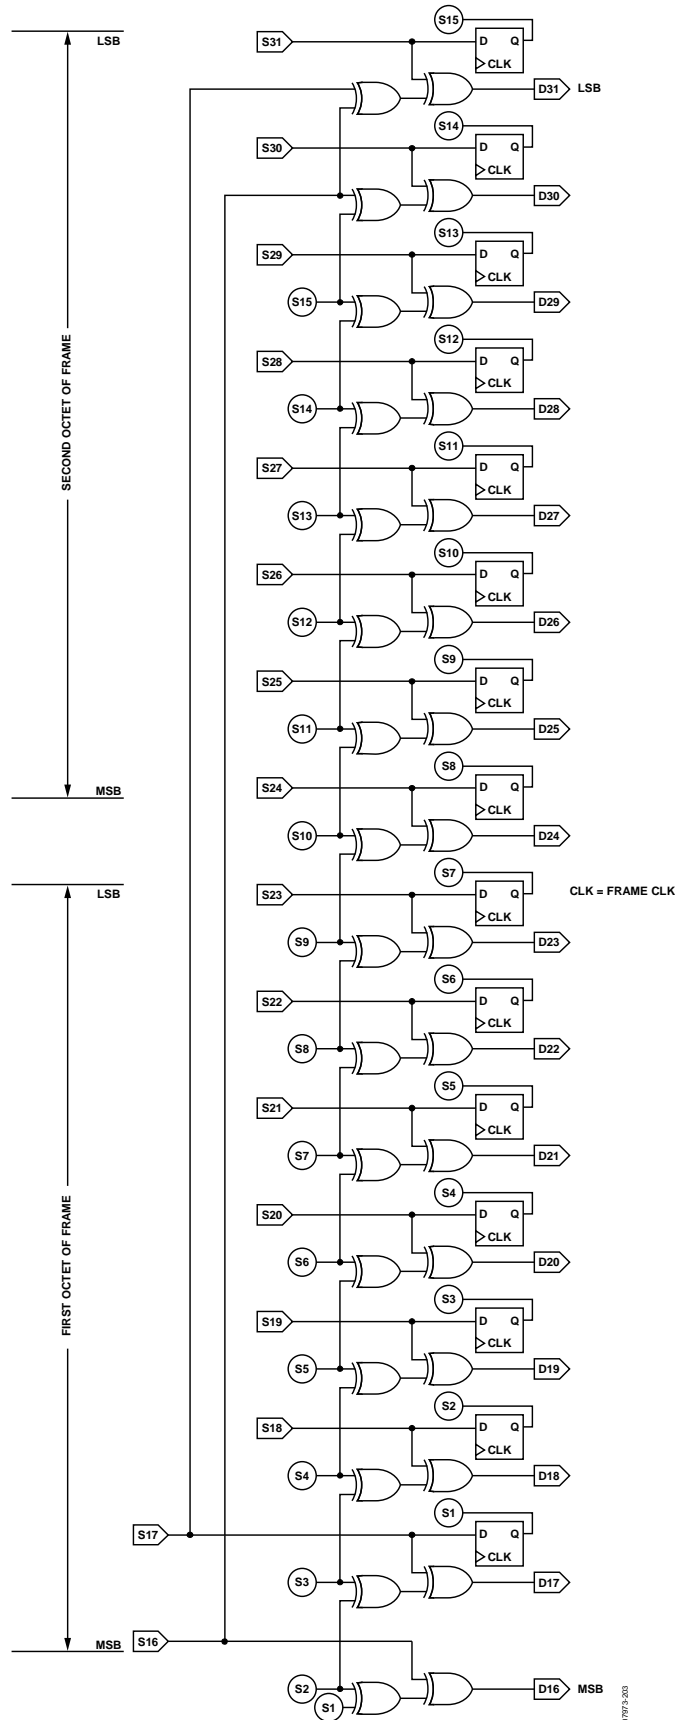 S15
LSB
S31
D Q
CLK
D31 LSB
S14
S30
D Q
CLK
D30
S13
S29
D Q
CLK
S15
D29
S12
S28
D Q
CLK
S14
D28
SECOND OCTET OF FRAME
S11
S27
D Q
CLK
S13
D27
S10
S26
D Q
CLK
S12
D26
S9
S25
D Q
CLK
S11
D25
S8
MSB
S24
D Q
CLK
S10
D24
S7
LSB
S23
D Q
CLK = FRAME CLK
CLK
S9
D23
S6
S22
D Q
CLK
S8
D22
S5
S21
D Q
CLK
S7
D21
S4
S20
D Q
CLK
S6
D20
FIRST OCTET OF FRAME
S3
S19
D Q
CLK
S5
D19
S2
S18
D Q
CLK
S4
D18
S1
S17
D Q
CLK
S3
D17
MSB
S16
S2
D16 MSB
S1